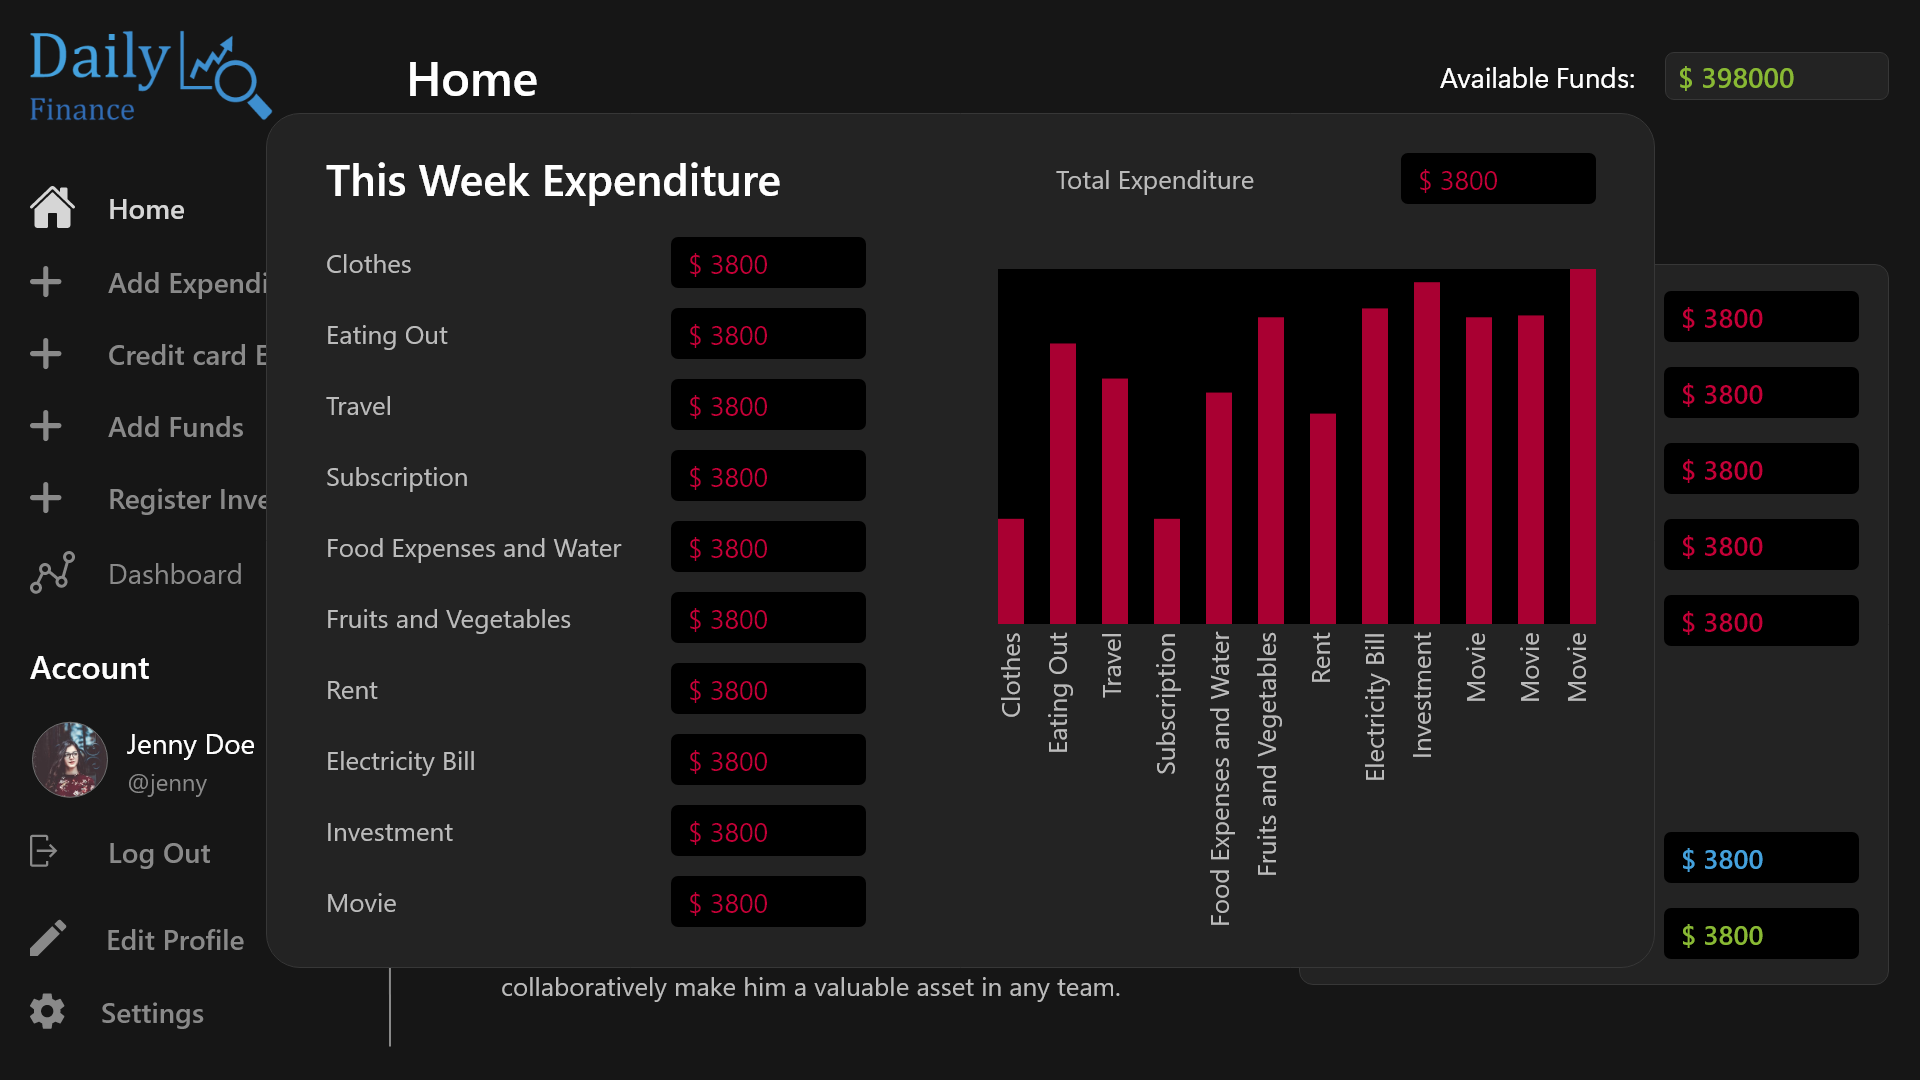 Daily
Finance
Home
Available Funds:
$ 398000
Home
Add Expendi
Credit card E
Add Funds
Register Inve
Dashboard
Account
Jenny Doe
@jenny
Log Out
Edit Profile
Settings
This Week Expenditure
Total Expenditure
$ 3800
Clothes
$ 3800
Eating Out
$ 3800
Travel
$ 3800
Subscription
$ 3800
Food Expenses and Water
$ 3800
Fruits and Vegetables
$ 3800
Rent
$ 3800
Electricity Bill
$ 3800
Investment
$ 3800
Movie
$ 3800
Clothes
Eating Out
Travel
Subscription
Food Expenses and Water
Fruits and Vegetables
Rent
Electricity Bill
Investment
Movie
Movie
Movie
$ 3800
$ 3800
$ 3800
$ 3800
$ 3800
$ 3800
$ 3800
collaboratively make him a valuable asset in any team.